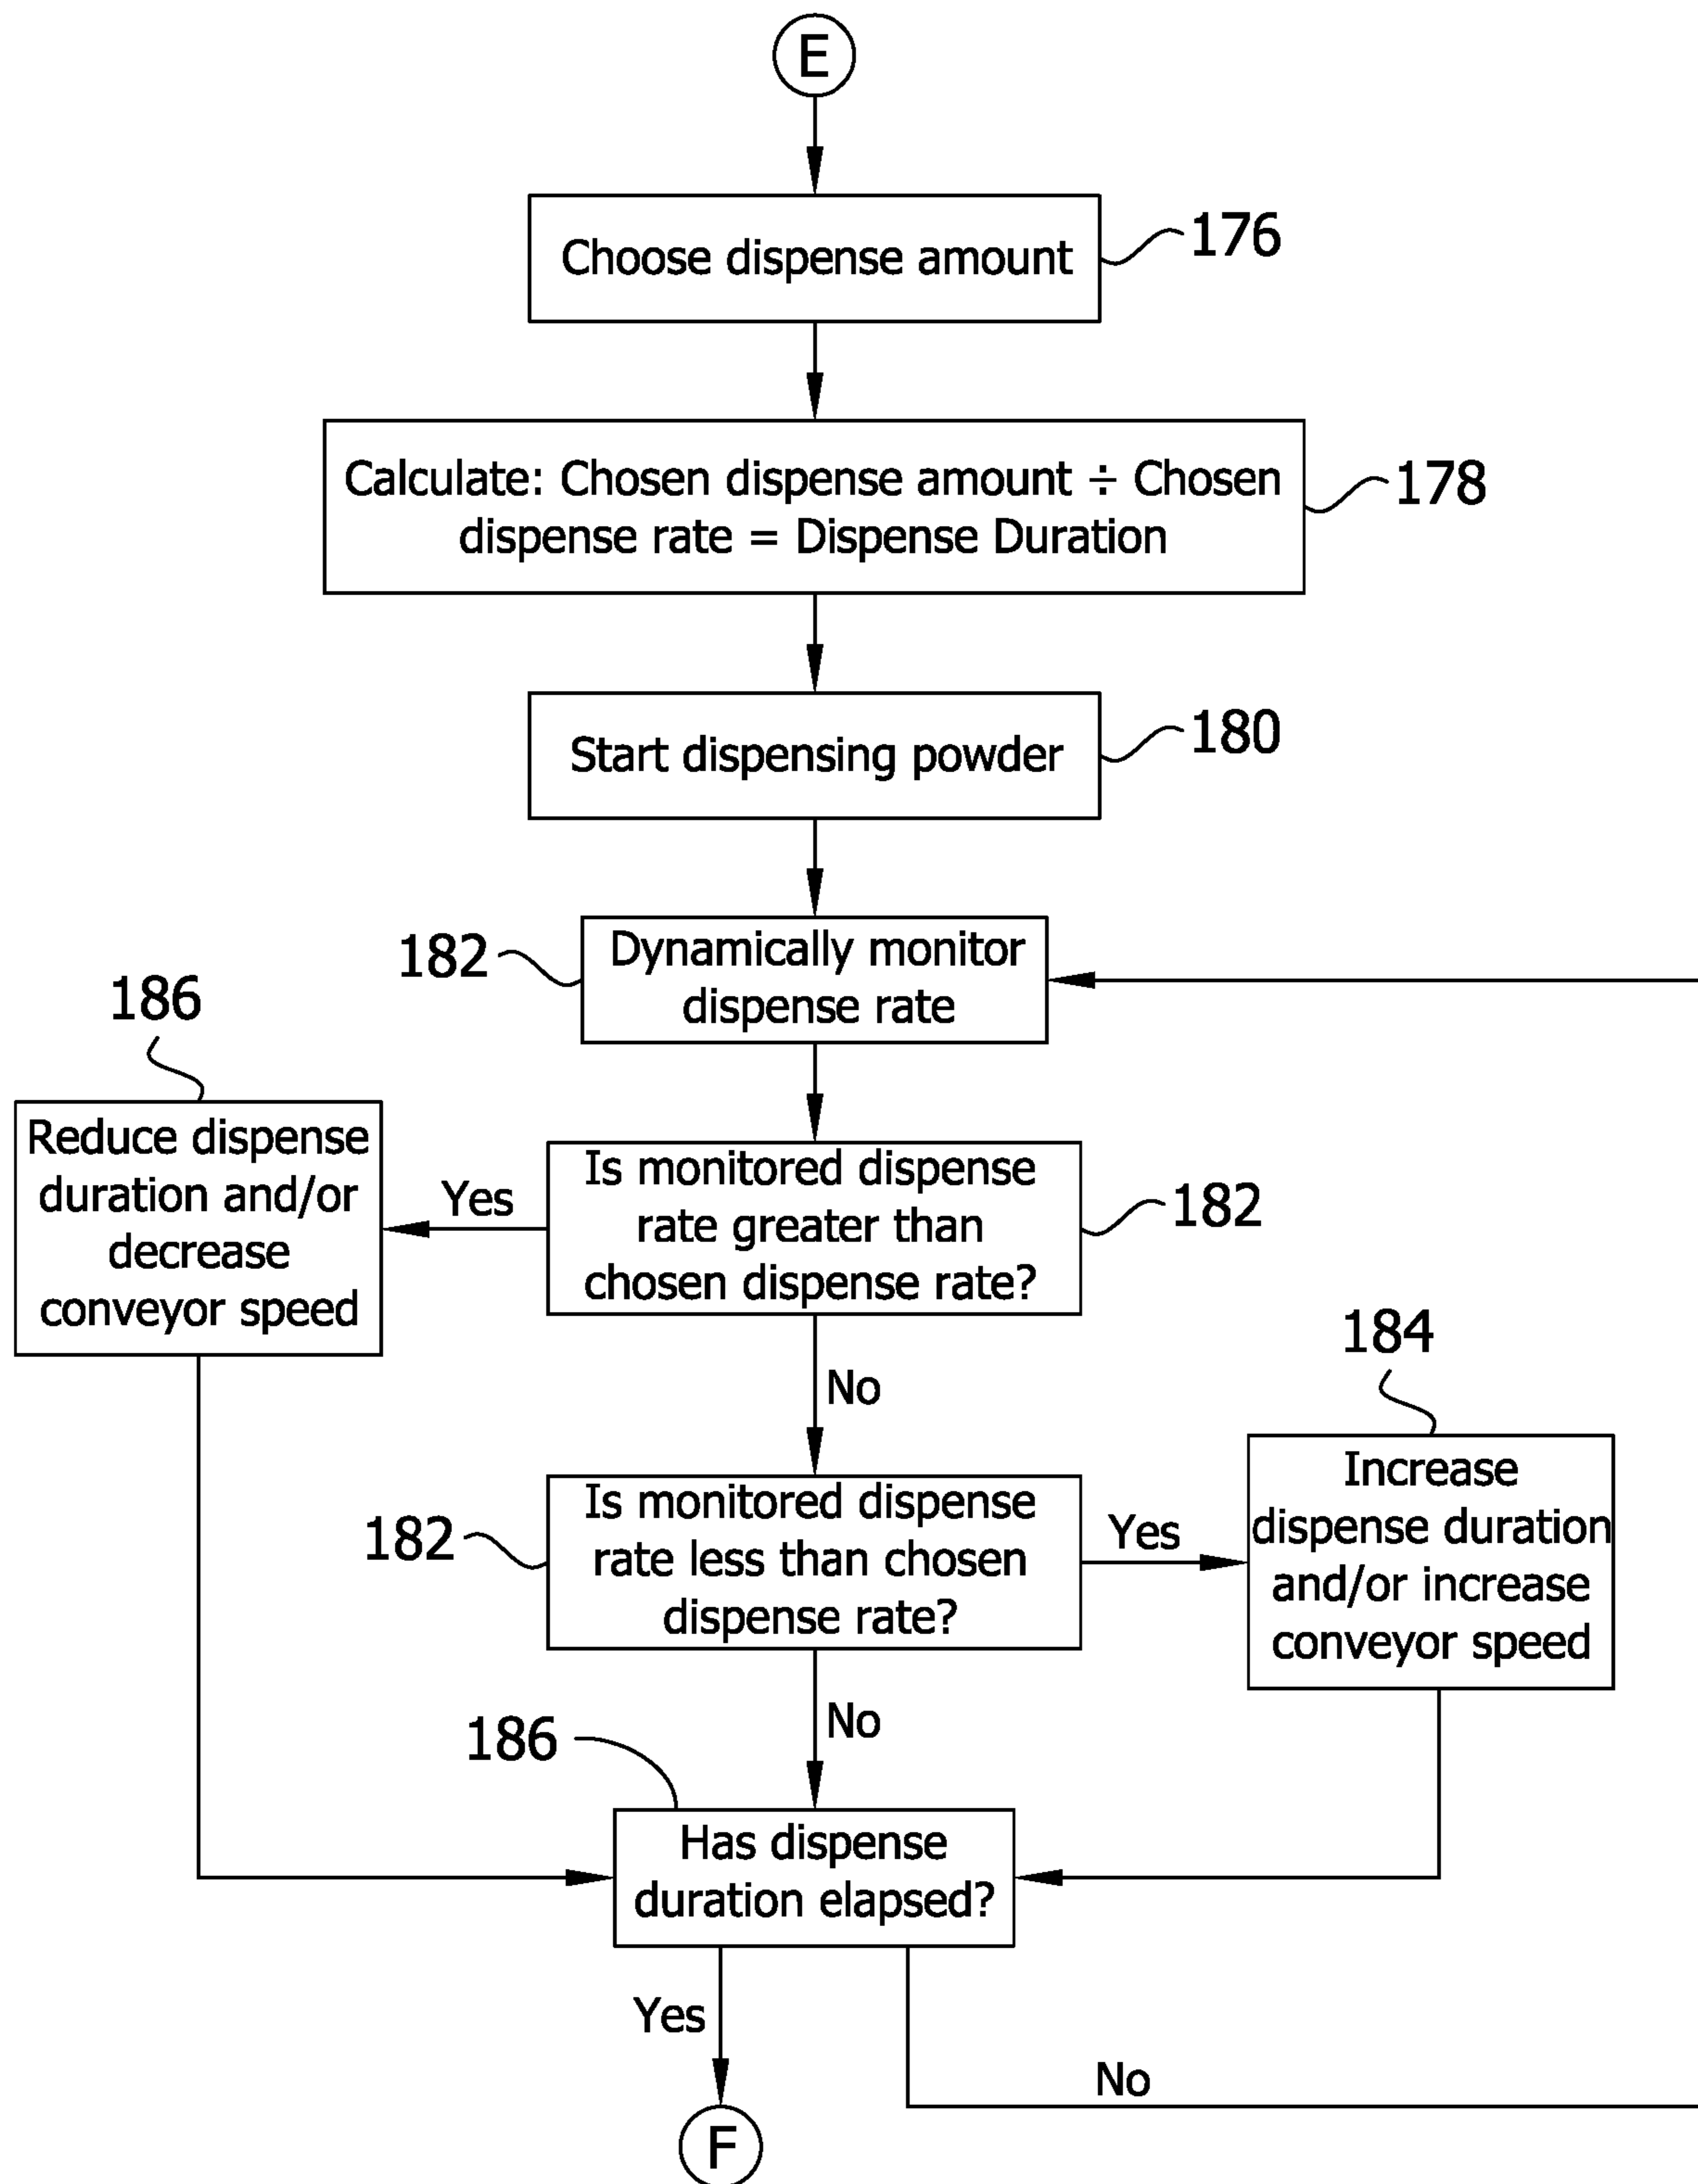 E
Choose dispense amount
176
Calculate: Chosen dispense amount ÷ Chosen
dispense rate = Dispense Duration
178
Start dispensing powder
180
182
Dynamically monitor
dispense rate
186
Reduce dispense
duration and/or
decrease
conveyor speed
Yes
Is monitored dispense
rate greater than
chosen dispense rate?
182
No
184
182
Is monitored dispense
rate less than chosen
dispense rate?
Yes
Increase
dispense duration
and/or increase
conveyor speed
No
186
Has dispense
duration elapsed?
Yes
No
F